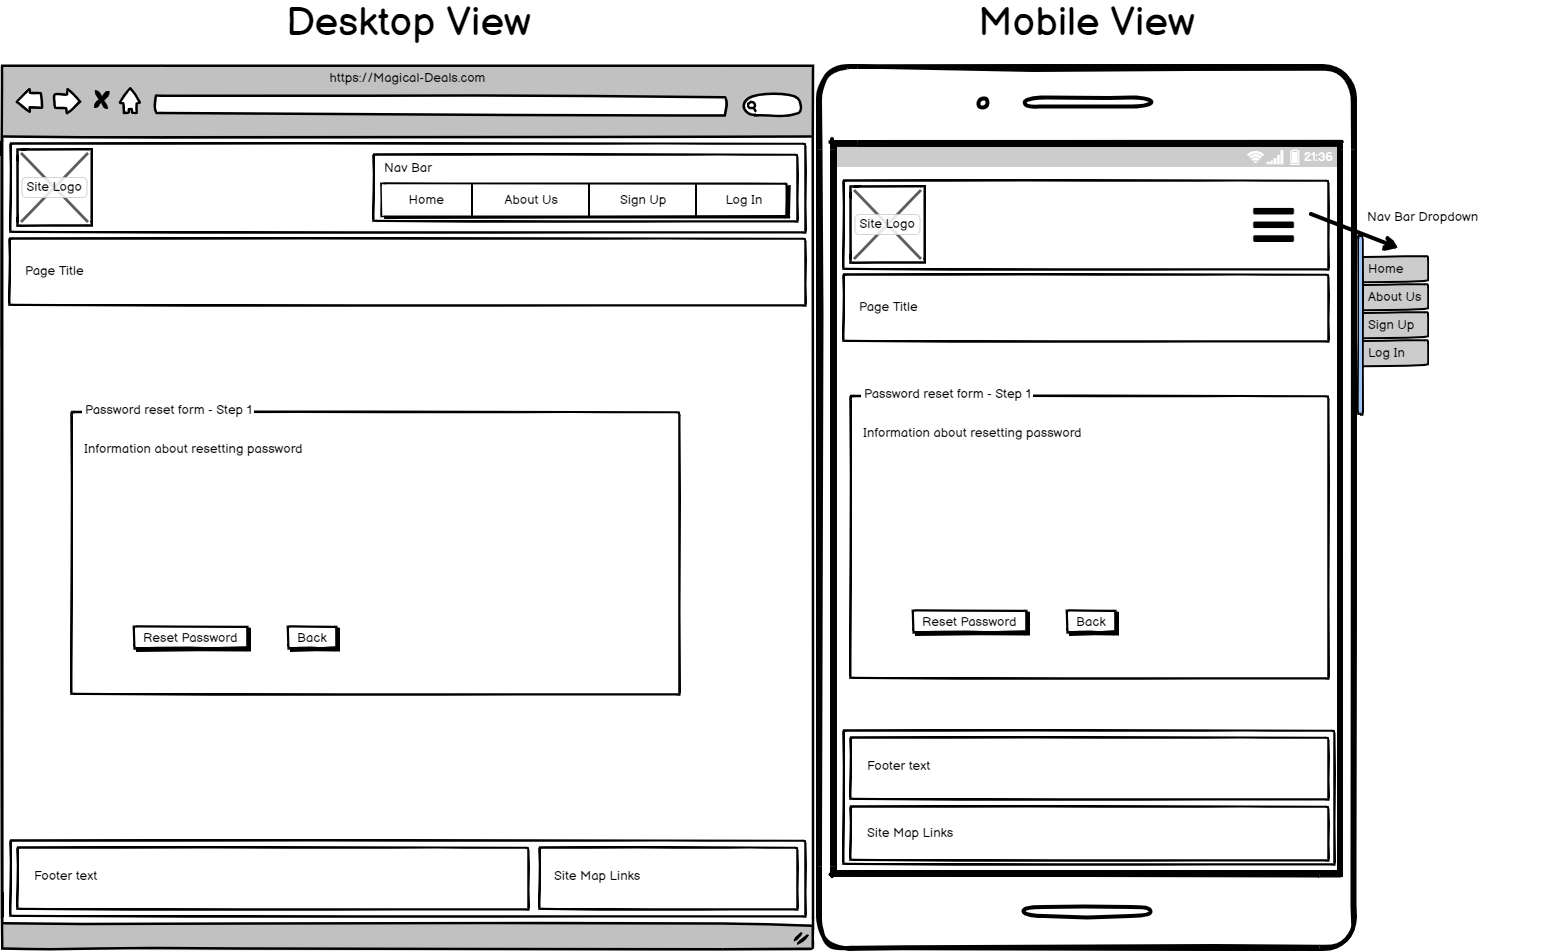 Desktop View
https://Magical-Deals.com
Site Logo
Nav Bar
Home About Us Sign Up Log In
Page Title
Password reset form - Step 1
Information about resetting password
Reset Password Back
Footer text
Site Map Links
Mobile View
21:36
Site Logo
Nav Bar Dropdown
Home
About Us
Sign Up
Log In
Page Title
Password reset form - Step 1
Information about resetting password
Reset Password Back
Footer text
Site Map Links